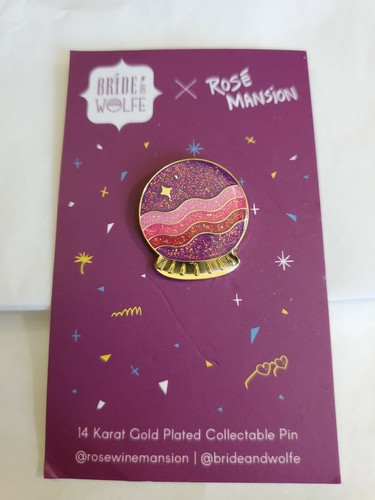 BRIDE & WOLFE × ROSÉ MANSION
14 Karat Gold Plated Collectable Pin
@rosewinemansion | @brideandwolfe